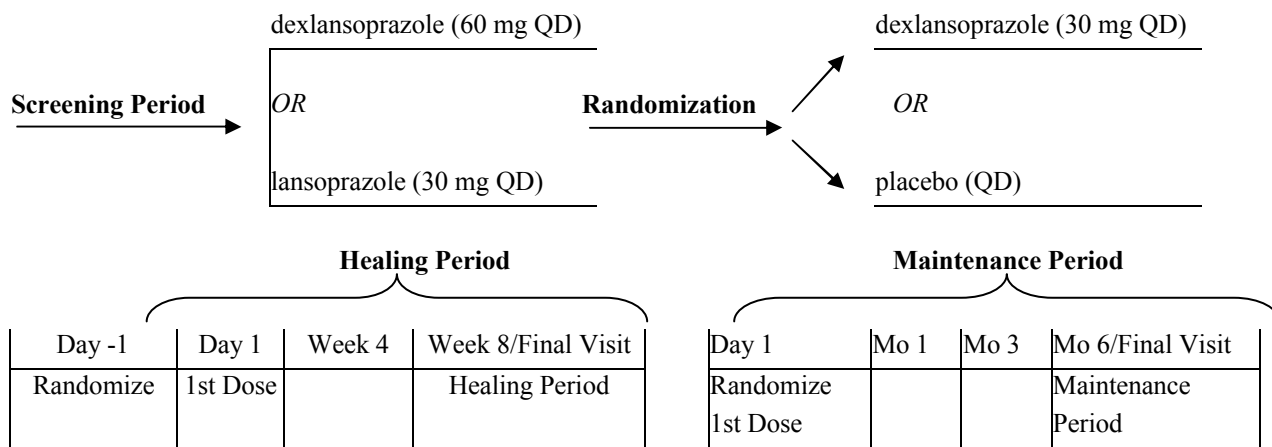 dexlansoprazole (60 mg QD)
dexlansoprazole (30 mg QD)
Screening Period
OR
Randomization
OR
lansoprazole (30 mg QD)
placebo (QD)
Healing Period
Maintenance Period
Day -1 Day 1 Week 4 Week 8/Final Visit
Day 1 Mo 1 Mo 3 Mo 6/Final Visit
Randomize 1st Dose Healing Period
Randomize Maintenance
1st Dose Period